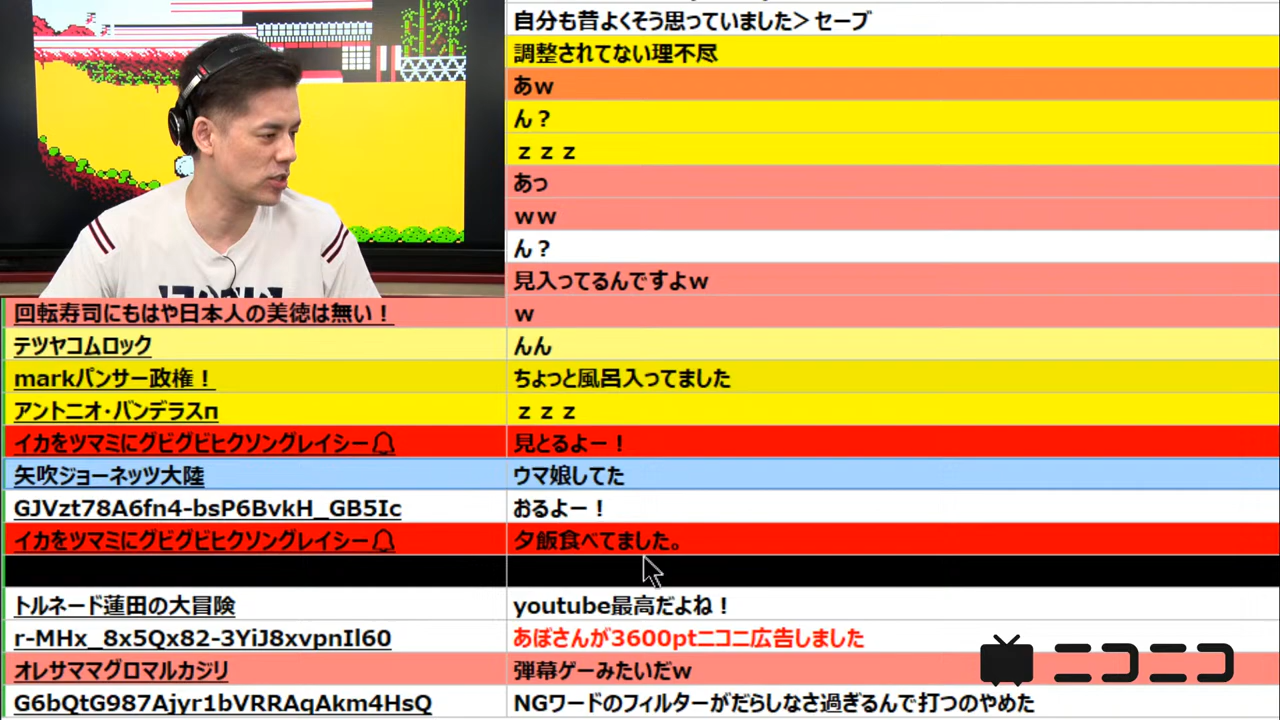 自分も昔よくそう思っていました＞セーブ
調整されてない理不尽
あｗ
ん？
ｚｚｚ
あっ
ｗｗ
ん？
見入ってるんですよｗ
回転寿司にもはや日本人の美徳は無い！ ｗ
テツヤコムロック んん
markパンサー政権！ ちょっと風呂入ってました
アントニオ・バンデラスπ ｚｚｚ
イカをツマミにグビグビヒクソングレイシー🔔 見とるよー！
矢吹ジョーネッツ大陸 ウマ娘してた
GJVzt78A6fn4-bsP6BvkH_GB5Ic おるよー！
イカをツマミにグビグビヒクソングレイシー🔔 夕飯食べてました。
トルネード蓮田の大冒険 youtube最高だよね！
r-MHx_8x5Qx82-3YiJ8xvpnIl60 あぼさんが3600ptニコニ広告しました
オレサママグロマルカジリ 弾幕ゲーみたいだｗ
G6bQtG987Ajyr1bVRRAqAkm4HsQ NGワードのフィルターがだらしなさ過ぎるんで打つのやめた
ニコニコ